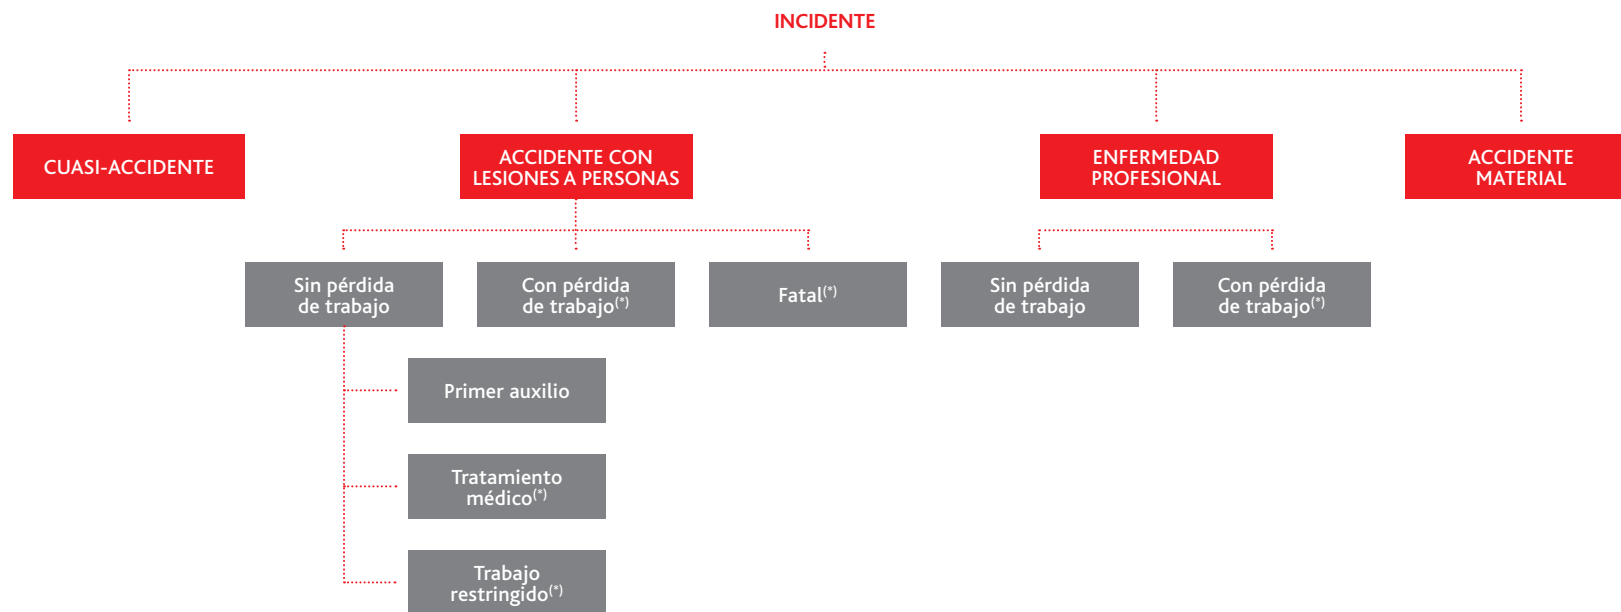 INCIDENTE
CUASI-ACCIDENTE
ACCIDENTE CON
LESIONES A PERSONAS
ENFERMEDAD
PROFESIONAL
ACCIDENTE
MATERIAL
Sin pérdida
de trabajo
Con pérdida
de trabajo(*)
Fatal(*)
Sin pérdida
de trabajo
Con pérdida
de trabajo(*)
Primer auxilio
Tratamiento
médico(*)
Trabajo
restringido(*)